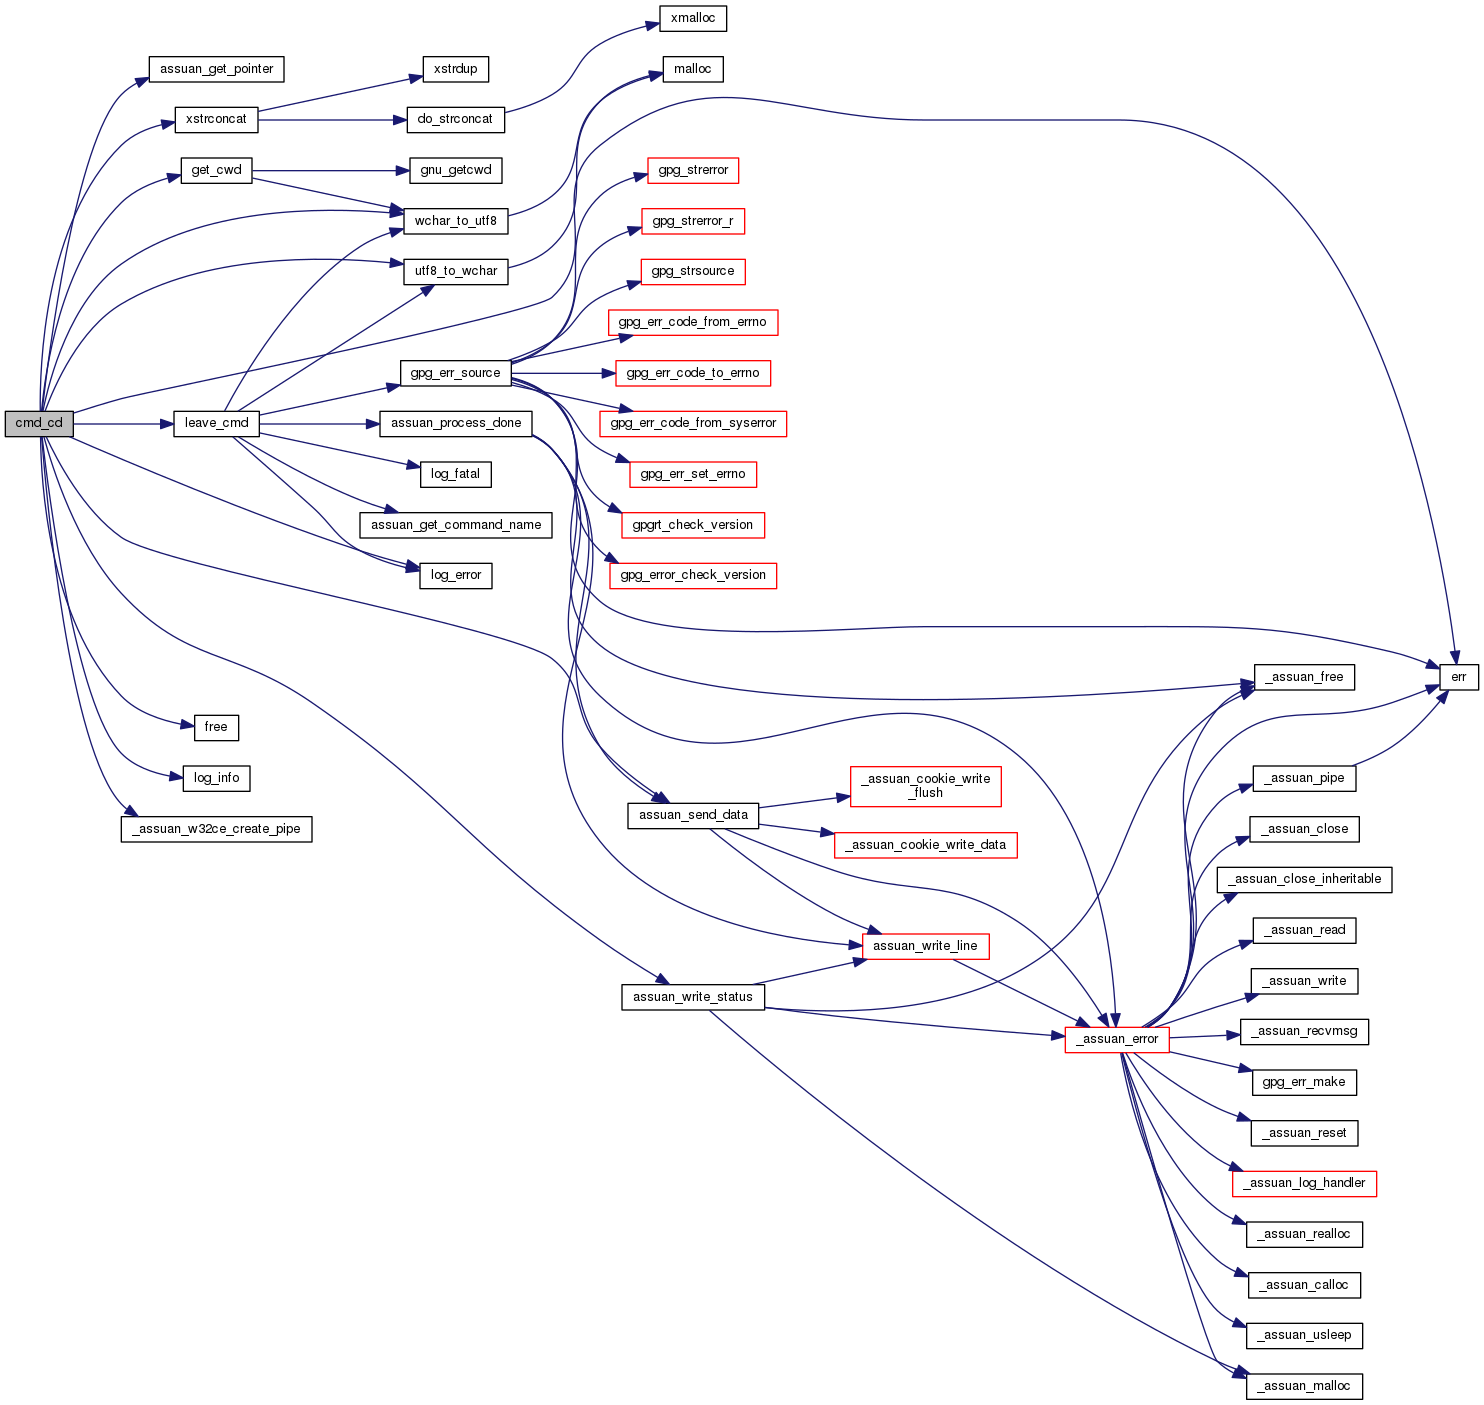 xmalloc
assuan_get_pointer
xstrdup
malloc
xstrconcat
do_strconcat
get_cwd
gnu_getcwd
gpg_strerror
wchar_to_utf8
gpg_strerror_r
utf8_to_wchar
gpg_strsource
gpg_err_code_from_errno
gpg_err_source
gpg_err_code_to_errno
cmd_cd
leave_cmd
assuan_process_done
gpg_err_code_from_syserror
log_fatal
gpg_err_set_errno
assuan_get_command_name
gpgrt_check_version
log_error
gpg_error_check_version
_assuan_free
err
free
log_info
_assuan_cookie_write
_flush
_assuan_pipe
assuan_send_data
_assuan_w32ce_create_pipe
_assuan_close
_assuan_cookie_write_data
_assuan_close_inheritable
_assuan_read
assuan_write_line
_assuan_write
assuan_write_status
_assuan_recvmsg
_assuan_error
gpg_err_make
_assuan_reset
_assuan_log_handler
_assuan_realloc
_assuan_calloc
_assuan_usleep
_assuan_malloc